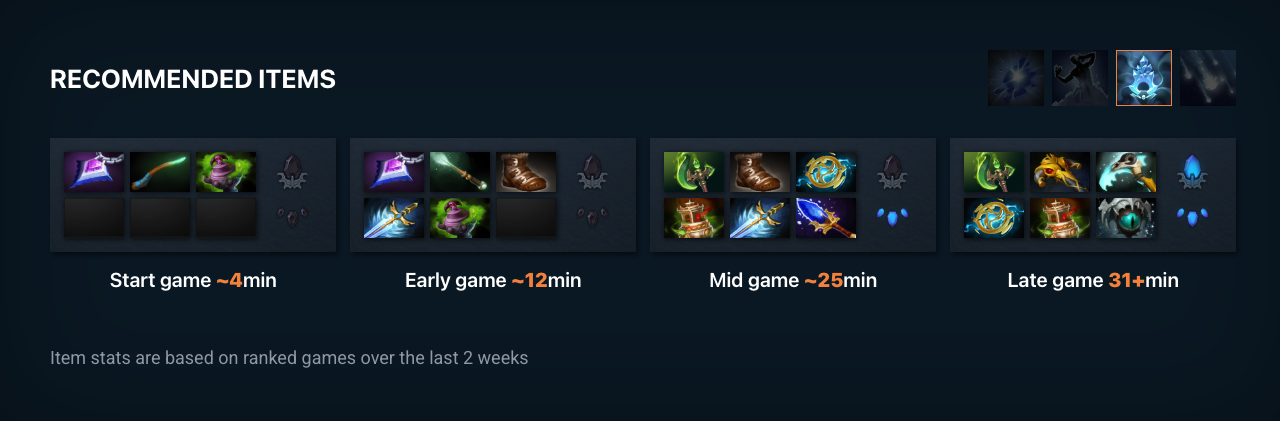 RECOMMENDED ITEMS
Start game ~4min
Early game ~12min
Mid game ~25min
Late game 31+min
Item stats are based on ranked games over the last 2 weeks